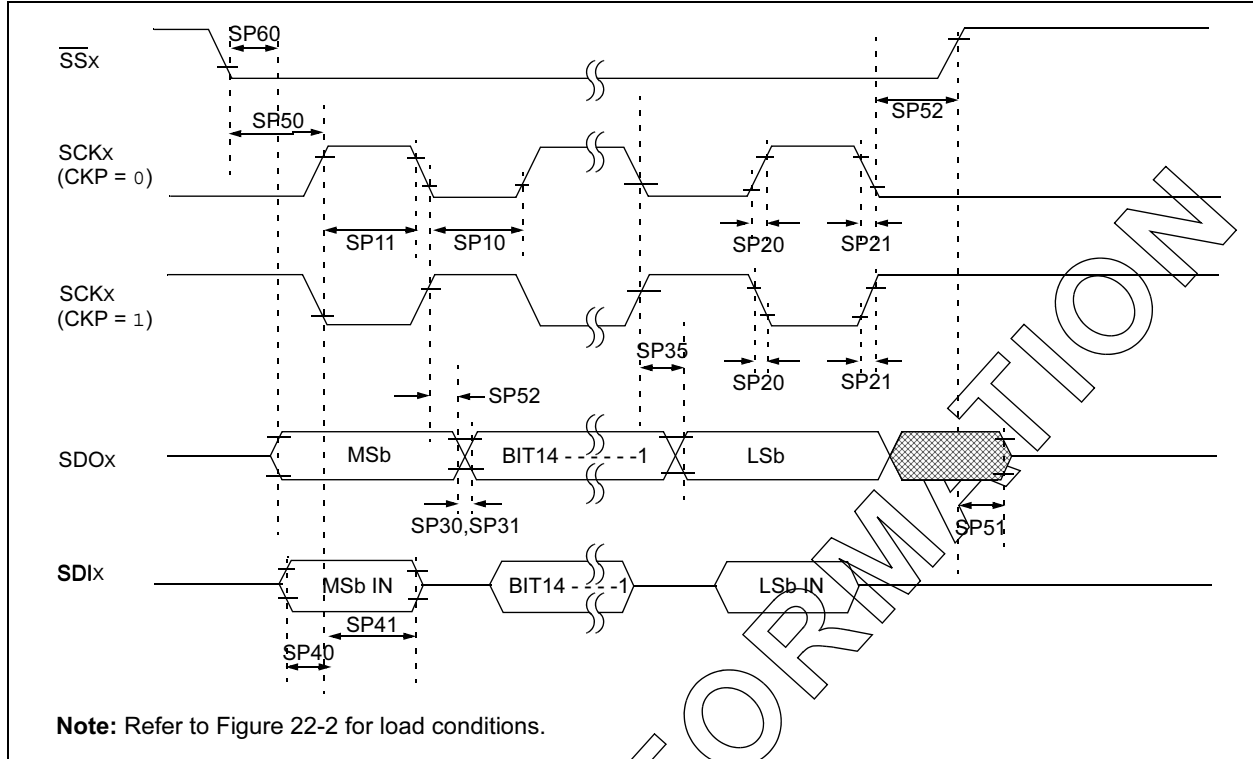 SP60
SSx
SP50
SP52
SCKx
(CKP = 0)
SP11
SP10
SP20
SP21
SCKx
(CKP = 1)
SP35
SP20
SP21
SP52
SDOx
MSb
BIT14 - - - - - -1
LSb
SP30,SP31
SP51
SDIx
MSb IN
BIT14 - - - -1
LSb IN
SP41
SP40
Note: Refer to Figure 22-2 for load conditions.
FORMATION